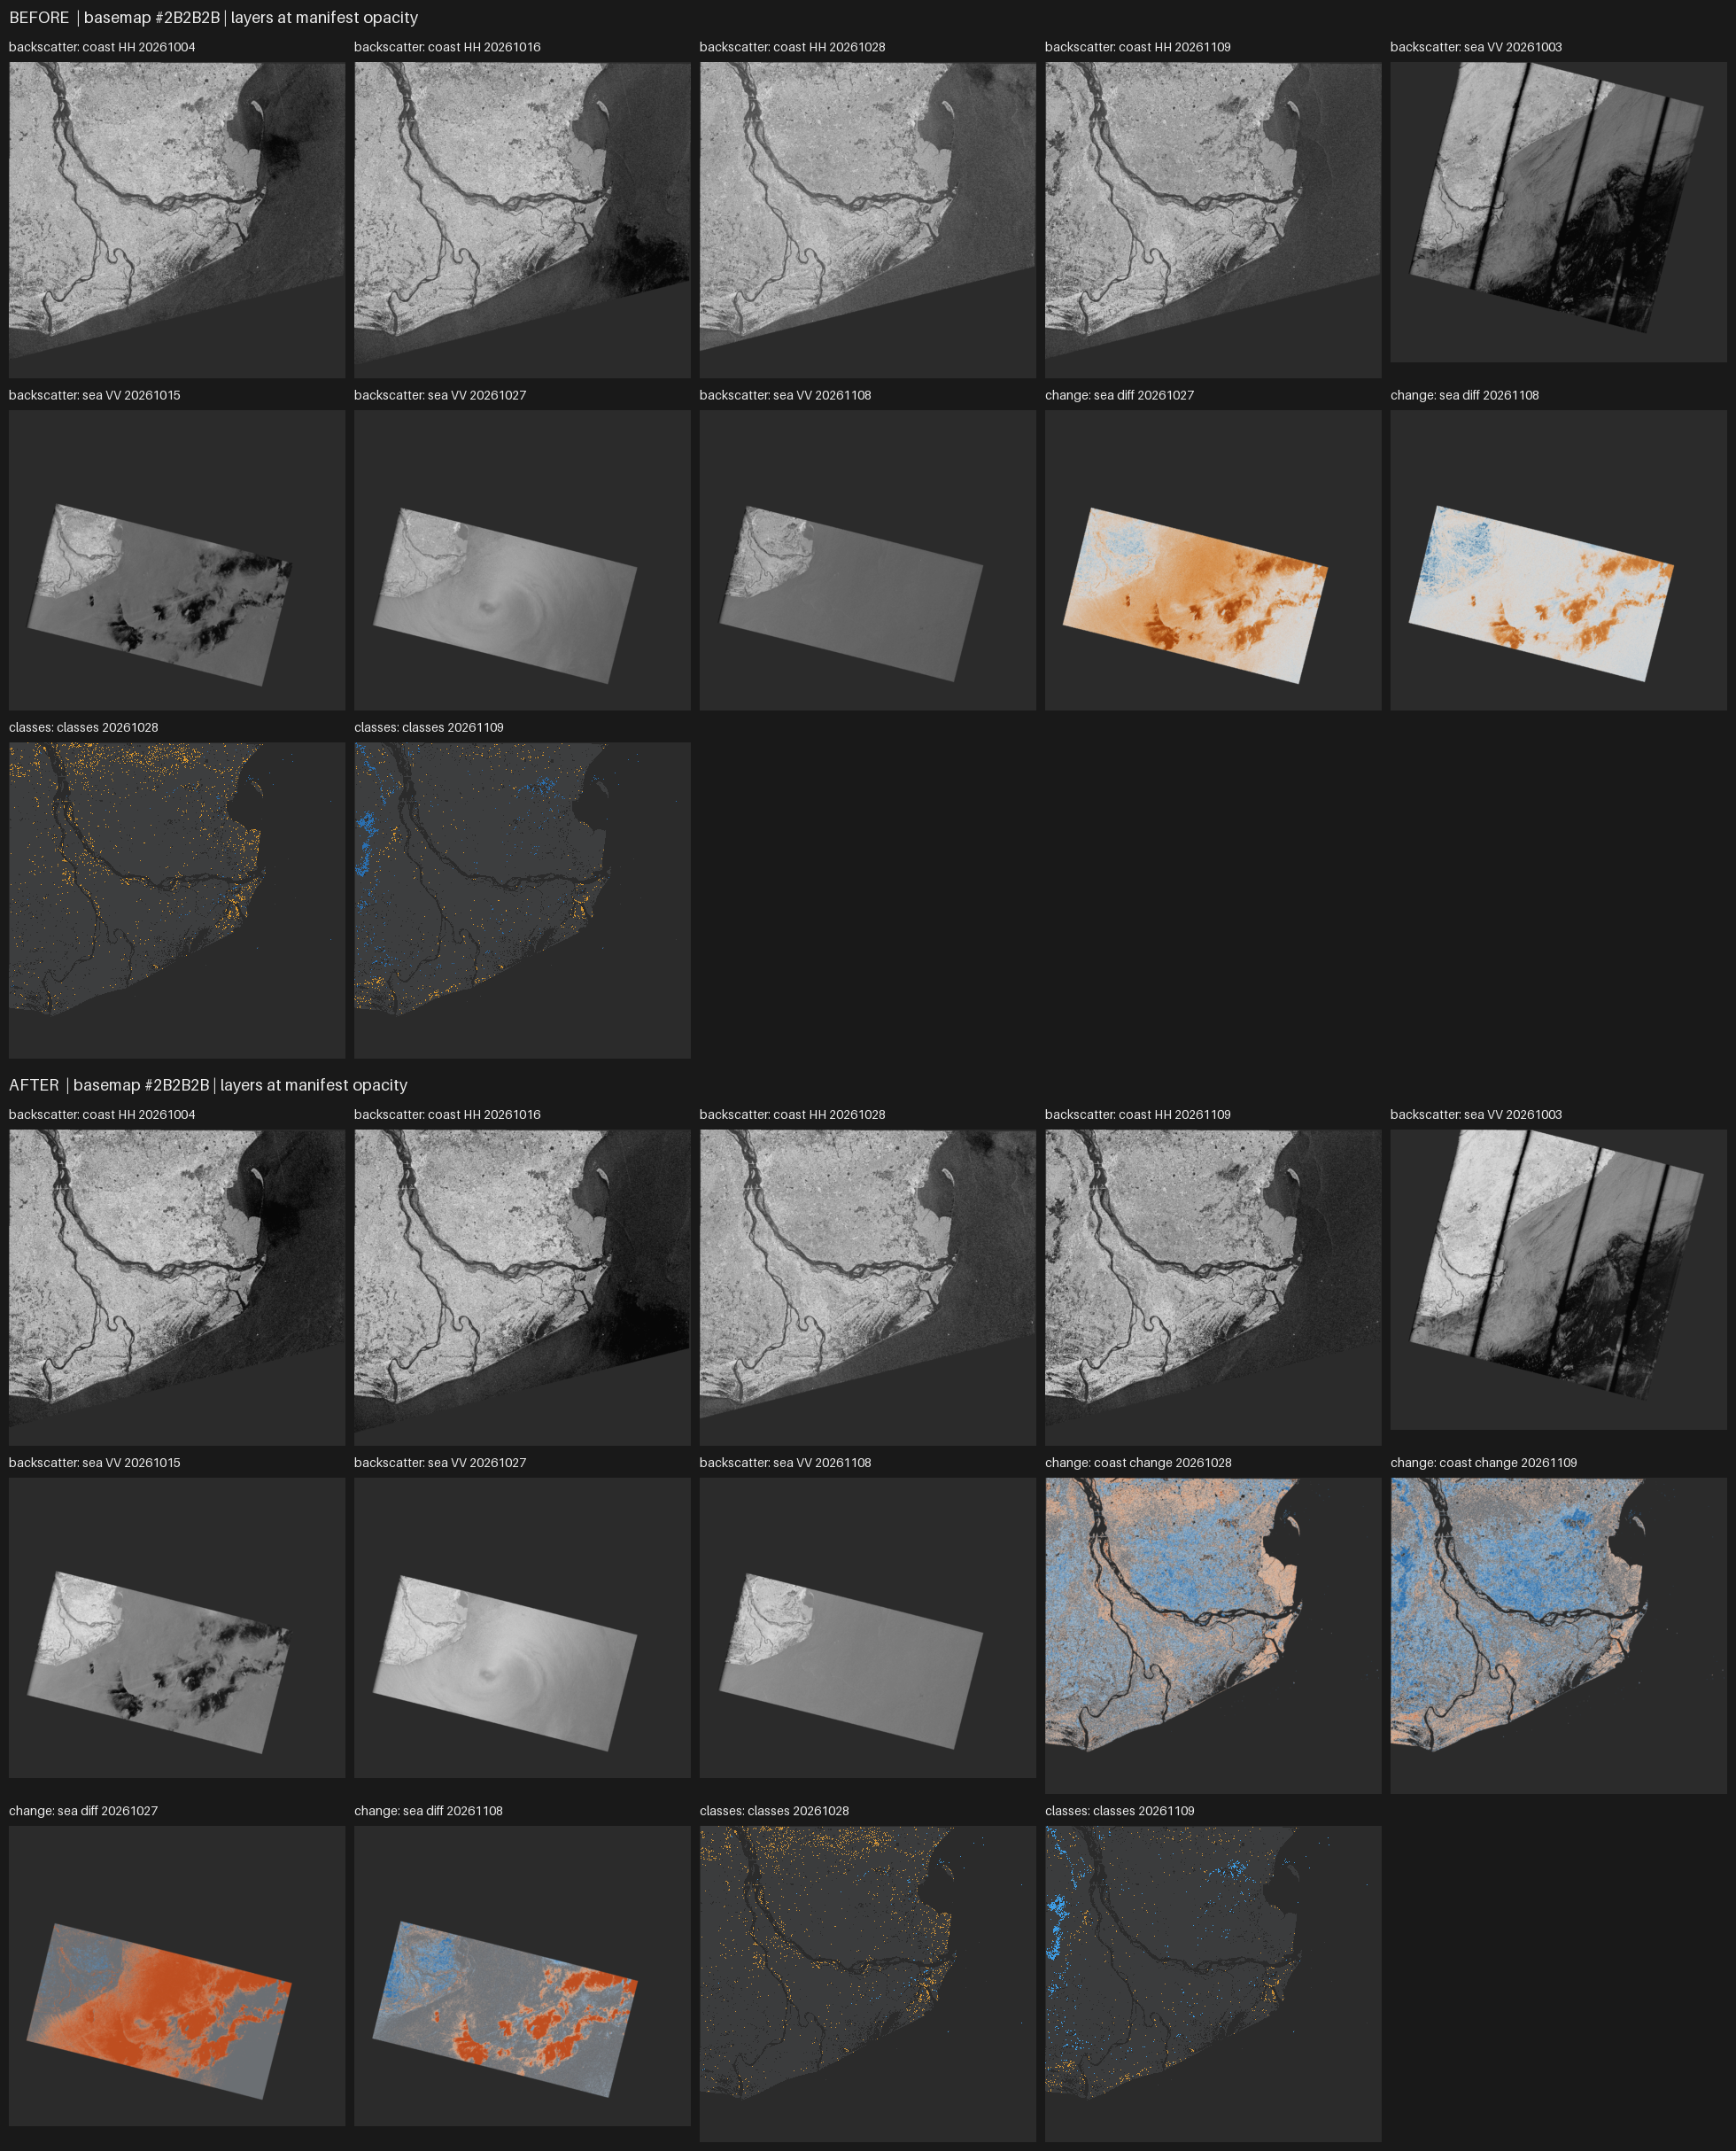 BEFORE | basemap #2B2B2B | layers at manifest opacity
backscatter: coast HH 20261004
backscatter: coast HH 20261016
backscatter: coast HH 20261028
backscatter: coast HH 20261109
backscatter: sea VV 20261003
backscatter: sea VV 20261015
backscatter: sea VV 20261027
backscatter: sea VV 20261108
change: sea diff 20261027
change: sea diff 20261108
classes: classes 20261028
classes: classes 20261109
AFTER | basemap #2B2B2B | layers at manifest opacity
backscatter: coast HH 20261004
backscatter: coast HH 20261016
backscatter: coast HH 20261028
backscatter: coast HH 20261109
backscatter: sea VV 20261003
backscatter: sea VV 20261015
backscatter: sea VV 20261027
backscatter: sea VV 20261108
change: coast change 20261028
change: coast change 20261109
change: sea diff 20261027
change: sea diff 20261108
classes: classes 20261028
classes: classes 20261109